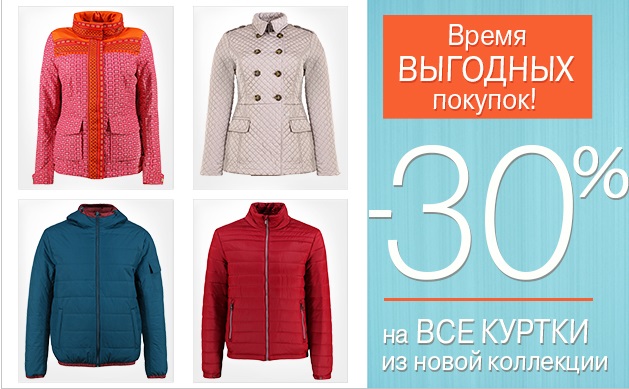 Время
ВЫГОДНЫХ
покупок!
-30%
на ВСЕ КУРТКИ
из новой коллекции